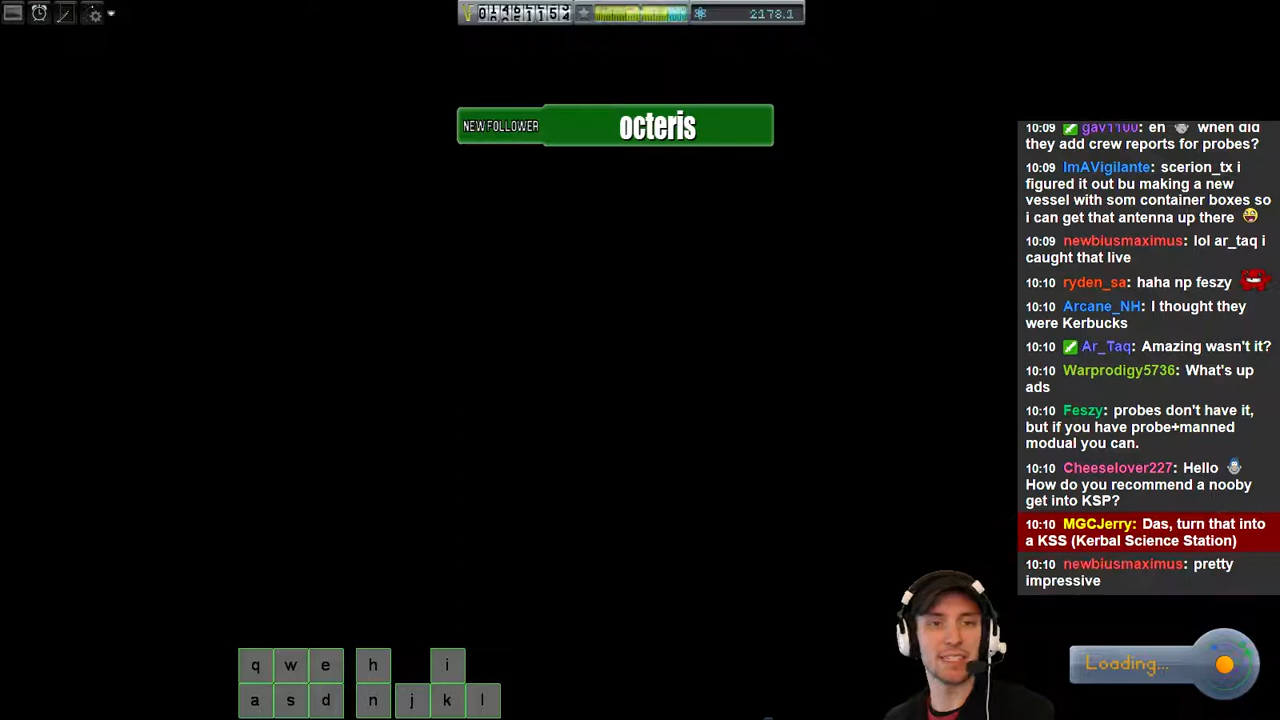 2178.1
NEW FOLLOWER octeris
10:09 gav1100: en when did
they add crew reports for probes?
10:09 ImAVigilante: scerion_tx i
figured it out bu making a new
vessel with som container boxes so
i can get that antenna up there
10:09 newbiusmaximus: lol ar_taq i
caught that live
10:10 ryden_sa: haha np feszy
10:10 Arcane_NH: I thought they
were Kerbucks
10:10 Ar_Taq: Amazing wasn't it?
10:10 Warprodigy5736: What's up
ads
10:10 Feszy: probes don't have it,
but if you have probe+manned
modual you can.
10:10 Cheeselover227: Hello
How do you recommend a nooby
get into KSP?
10:10 MGCJerry: Das, turn that into
a KSS (Kerbal Science Station)
10:10 newbiusmaximus: pretty
impressive
q w e h i
a s d n j k l
Loading...